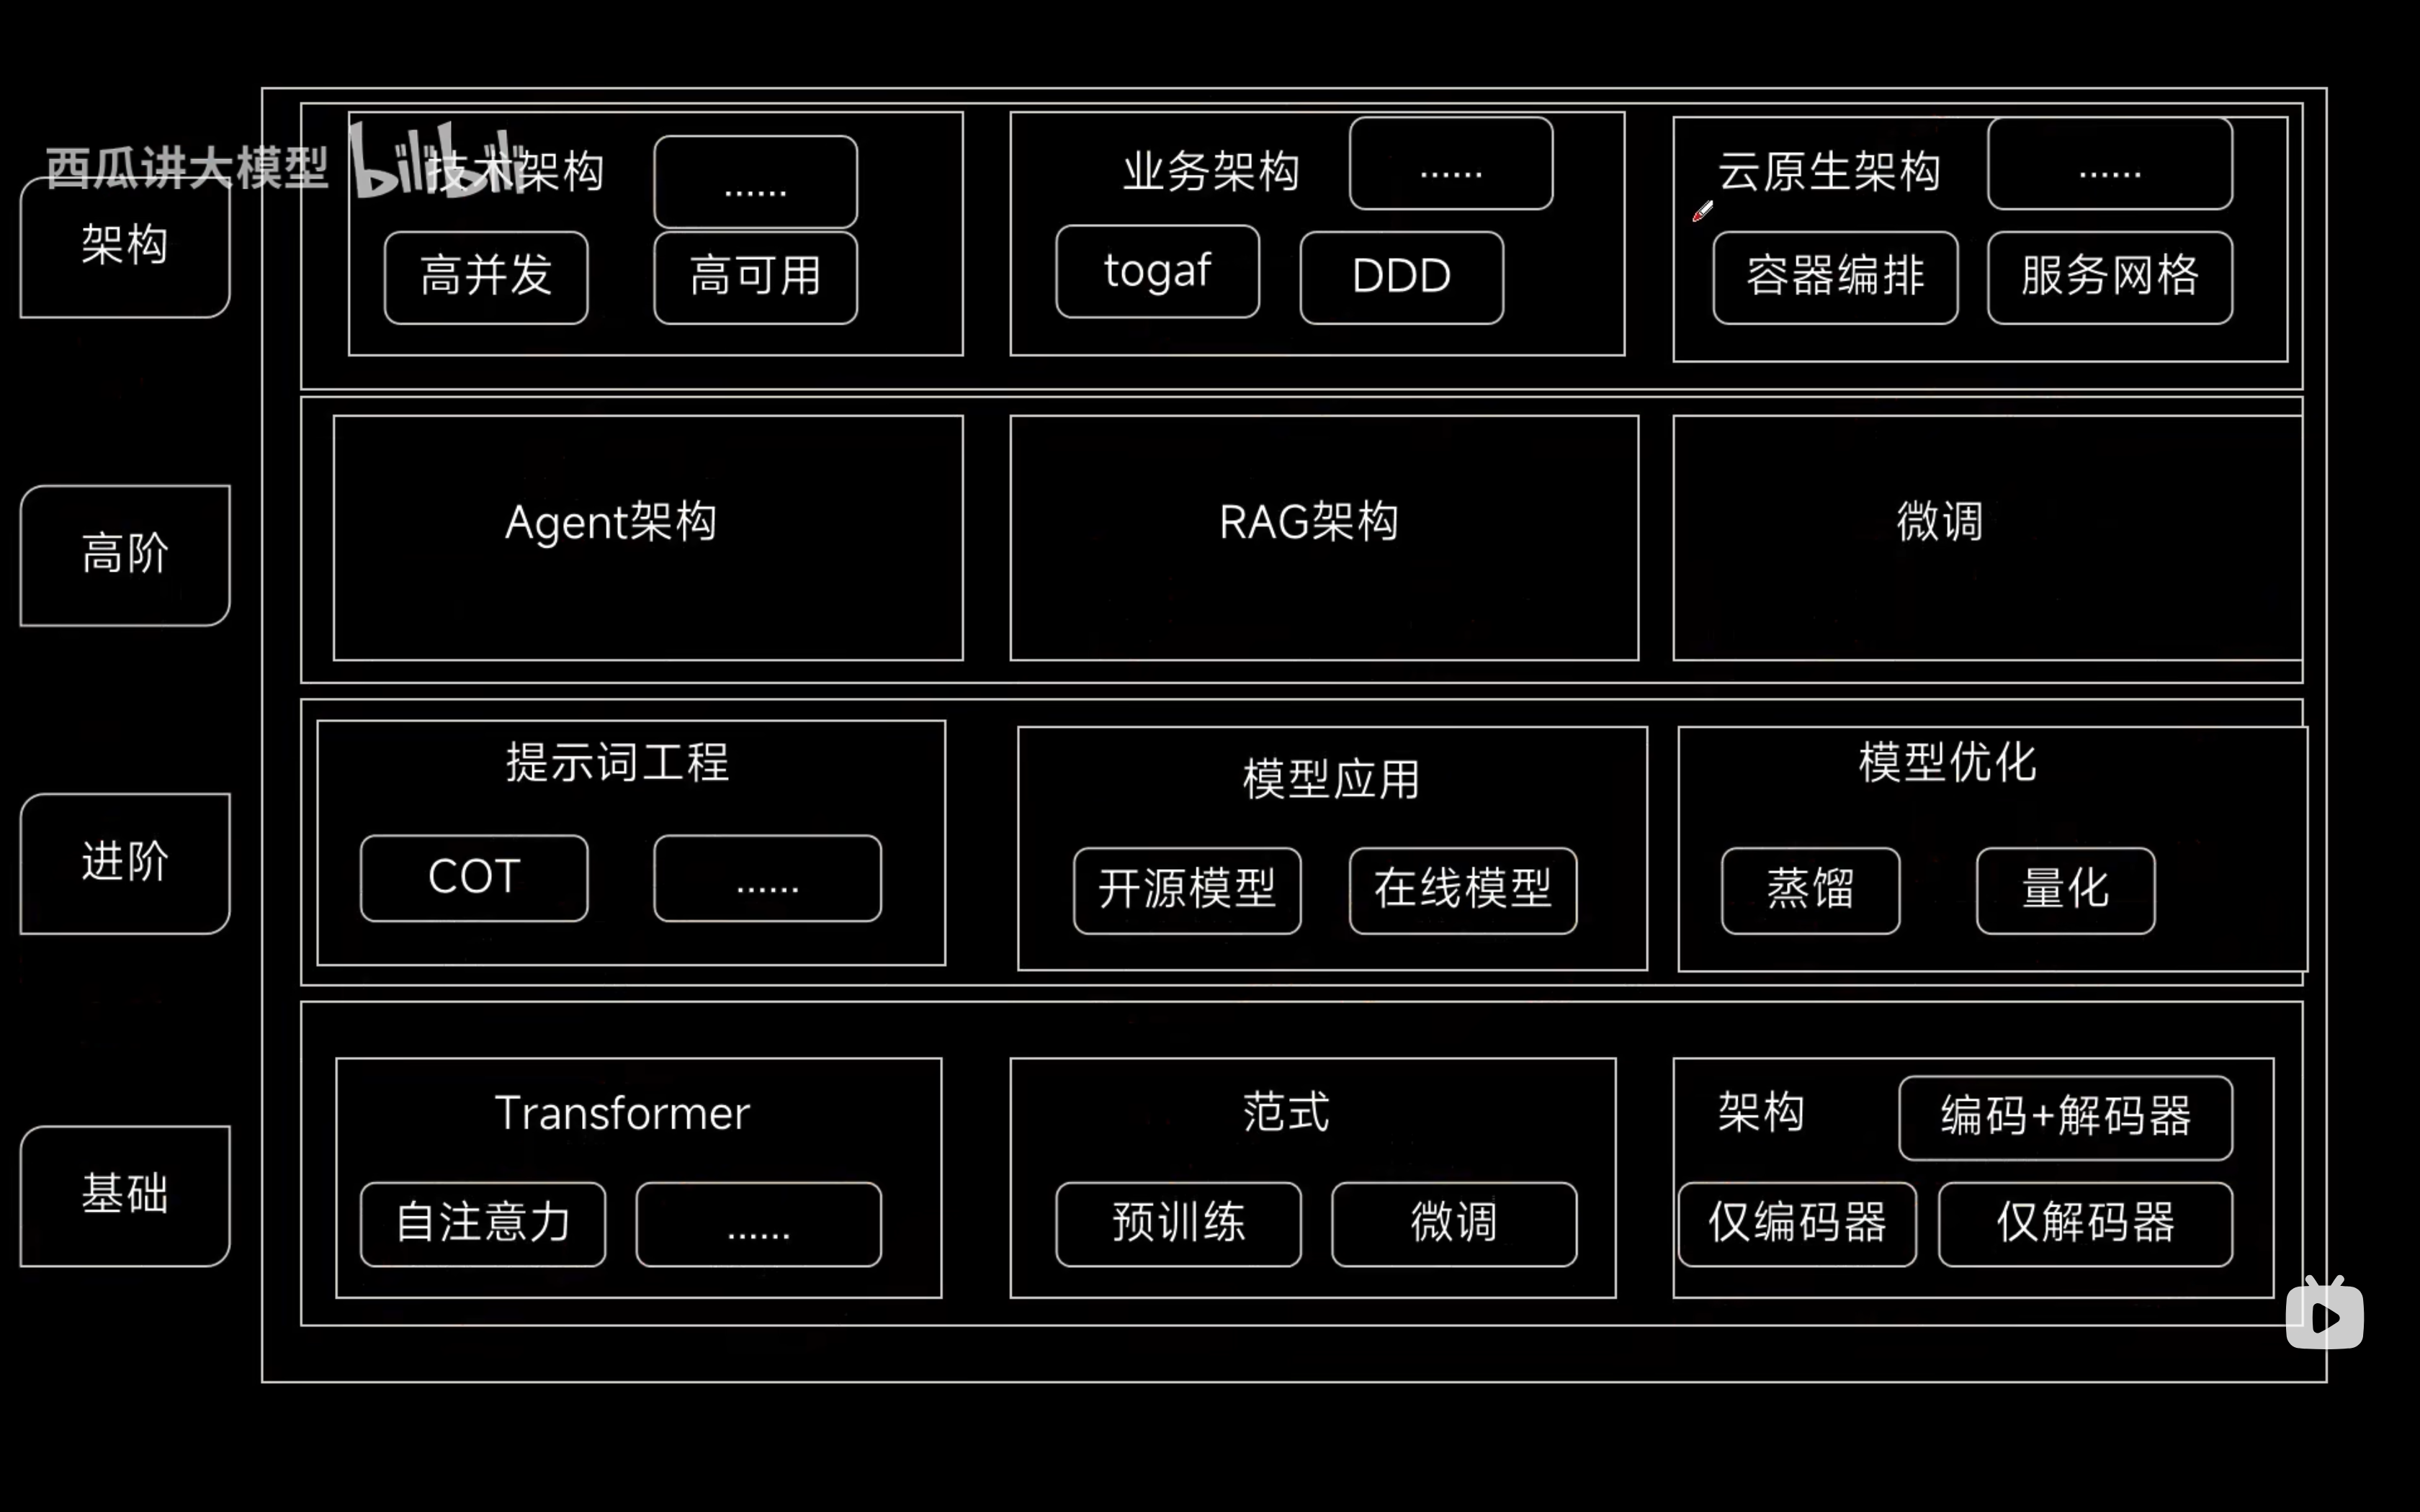 西瓜讲大模型 bilibili
架构
技术架构
......
高并发
高可用
业务架构
......
togaf
DDD
云原生架构
......
容器编排
服务网格
高阶
Agent架构
RAG架构
微调
进阶
提示词工程
COT
......
模型应用
开源模型
在线模型
模型优化
蒸馏
量化
基础
Transformer
自注意力
......
范式
预训练
微调
架构
编码+解码器
仅编码器
仅解码器